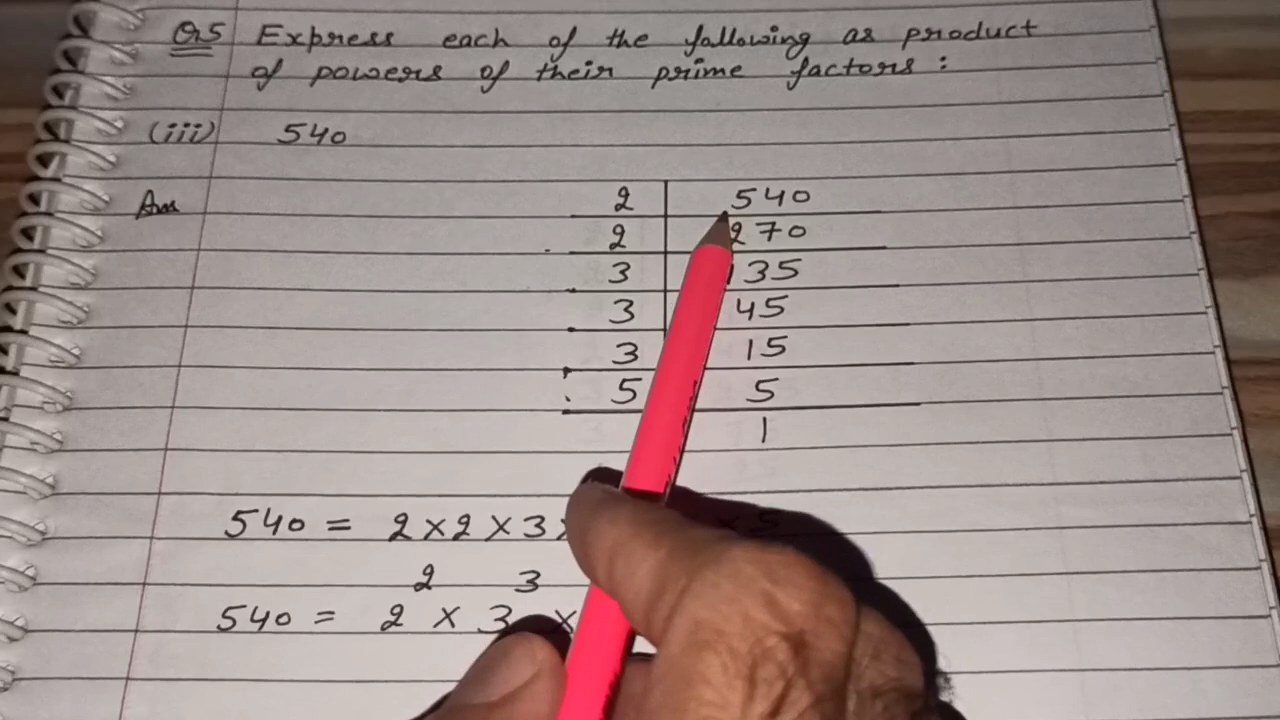 Q5 Express each of the following as product
of powers of their prime factors :
(iii) 540
Ans
2 540
2 270
3 135
3 45
3 15
5 5
1
540 = 2×2×3× ×5
2 3
540 = 2 × 3 ×